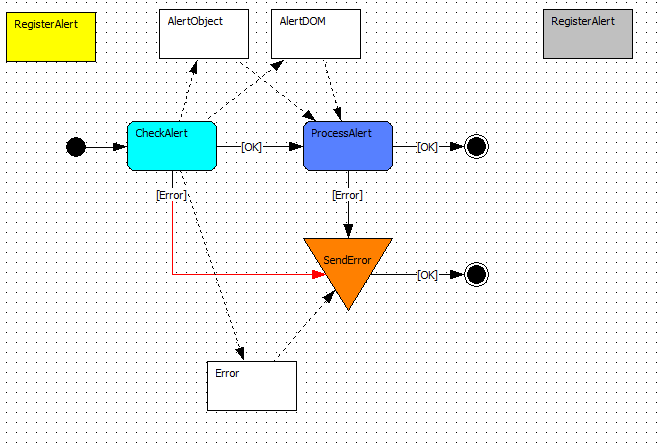 RegisterAlert
AlertObject
AlertDOM
RegisterAlert
CheckAlert
[OK]
ProcessAlert
[OK]
[Error]
[Error]
SendError
[OK]
Error